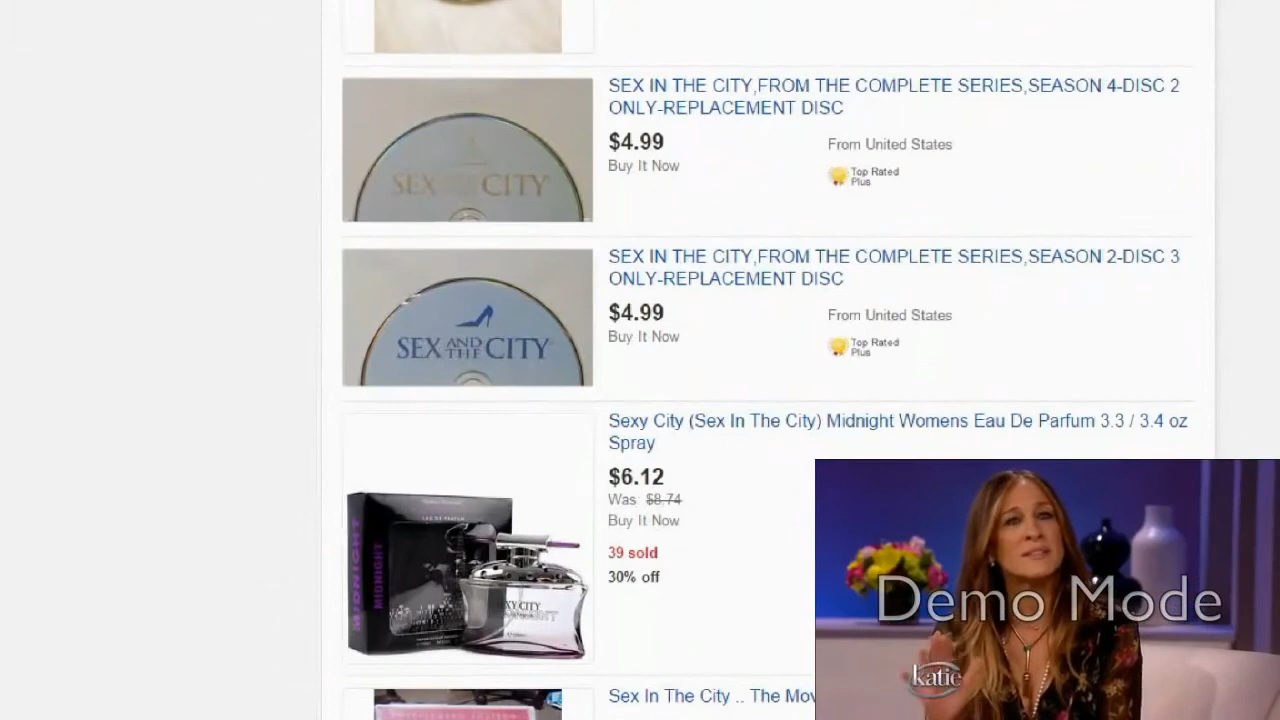 SEX IN THE CITY,FROM THE COMPLETE SERIES,SEASON 4-DISC 2
ONLY-REPLACEMENT DISC
$4.99
From United States
Buy It Now
Top Rated
Plus
SEX AND THE CITY
SEX IN THE CITY,FROM THE COMPLETE SERIES,SEASON 2-DISC 3
ONLY-REPLACEMENT DISC
$4.99
From United States
Buy It Now
Top Rated
Plus
SEX AND THE CITY
Sexy City (Sex In The City) Midnight Womens Eau De Parfum 3.3 / 3.4 oz
Spray
$6.12
Was $8.74
Buy It Now
39 sold
30% off
MIDNIGHT
MIDNIGHT
EAU DE PARFUM
Demo Mode
katie
Sex In The City .. The Mov